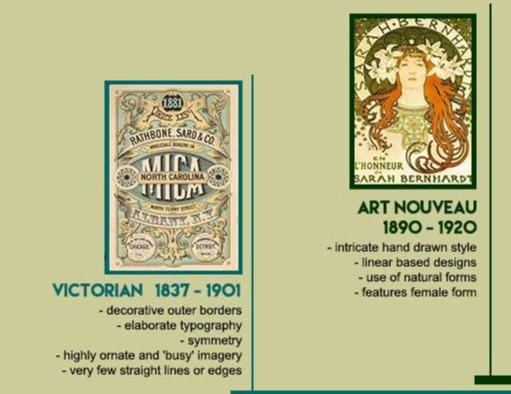 1881
PRICE LIST
RATHBONE, SARD & CO.
MICA
NORTH CAROLINA
NORTH FERRY STREET
ALBANY, N.Y.
CHICAGO
DETROIT
VICTORIAN 1837 - 1901
- decorative outer borders
- elaborate typography
- symmetry
- highly ornate and 'busy' imagery
- very few straight lines or edges
SARAH·BERNHARDT
EN
L'HONNEUR
DE
SARAH BERNHARDT
ART NOUVEAU
1890 - 1920
- intricate hand drawn style
- linear based designs
- use of natural forms
- features female form